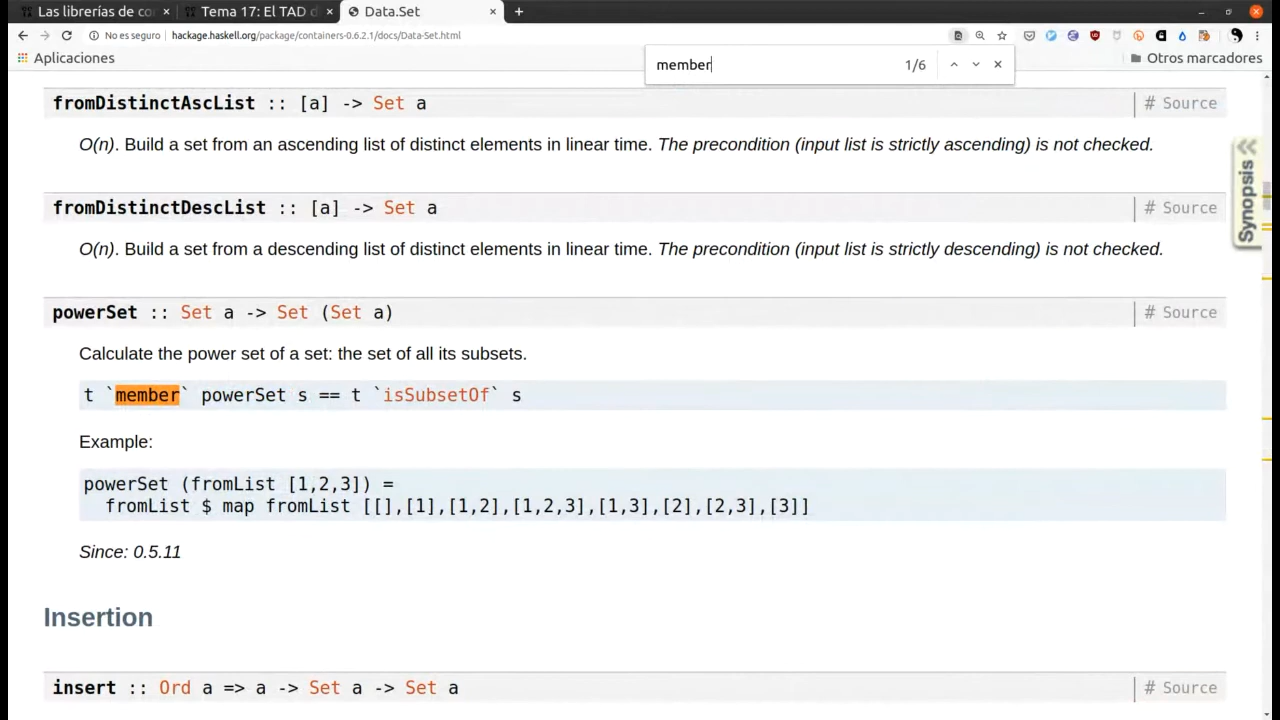 Las librerías de co
Tema 17: El TAD d
Data.Set
No es seguro | hackage.haskell.org/package/containers-0.6.2.1/docs/Data-Set.html
Aplicaciones
Otros marcadores
member 1/6
fromDistinctAscList :: [a] -> Set a # Source
O(n). Build a set from an ascending list of distinct elements in linear time. The precondition (input list is strictly ascending) is not checked.
Synopsis
fromDistinctDescList :: [a] -> Set a # Source
O(n). Build a set from a descending list of distinct elements in linear time. The precondition (input list is strictly descending) is not checked.
powerSet :: Set a -> Set (Set a) # Source
Calculate the power set of a set: the set of all its subsets.
t `member` powerSet s == t `isSubsetOf` s
Example:
powerSet (fromList [1,2,3]) =
fromList $ map fromList [[],[1],[1,2],[1,2,3],[1,3],[2],[2,3],[3]]
Since: 0.5.11
Insertion
insert :: Ord a => a -> Set a -> Set a # Source